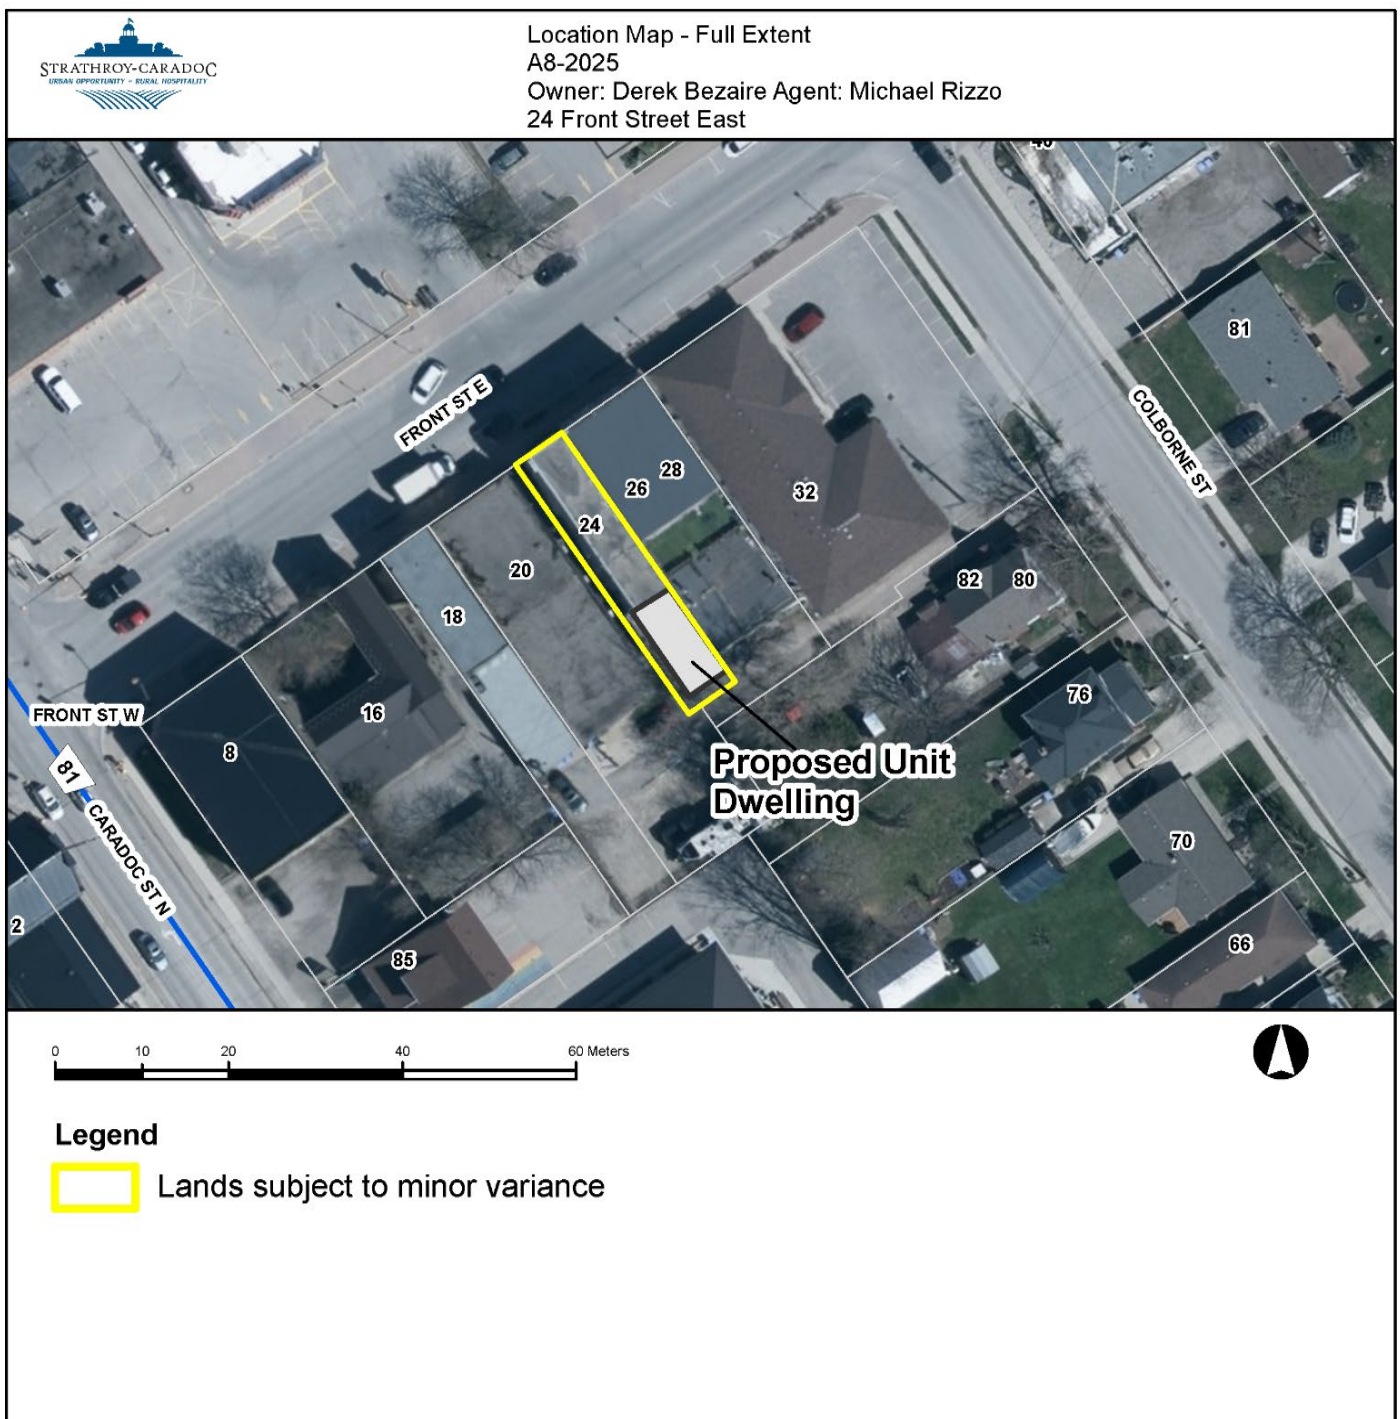 STRATHROY-CARADOC
URBAN OPPORTUNITY ~ RURAL HOSPITALITY
Location Map - Full Extent
A8-2025
Owner: Derek Bezaire Agent: Michael Rizzo
24 Front Street East
81
FRONT ST E
COLBORNE ST
28
26
32
24
20
82
80
18
76
16
FRONT ST W
8
81
Proposed Unit
Dwelling
CARADOC ST N
70
2
66
85
0
10
20
40
60 Meters
Legend
Lands subject to minor variance